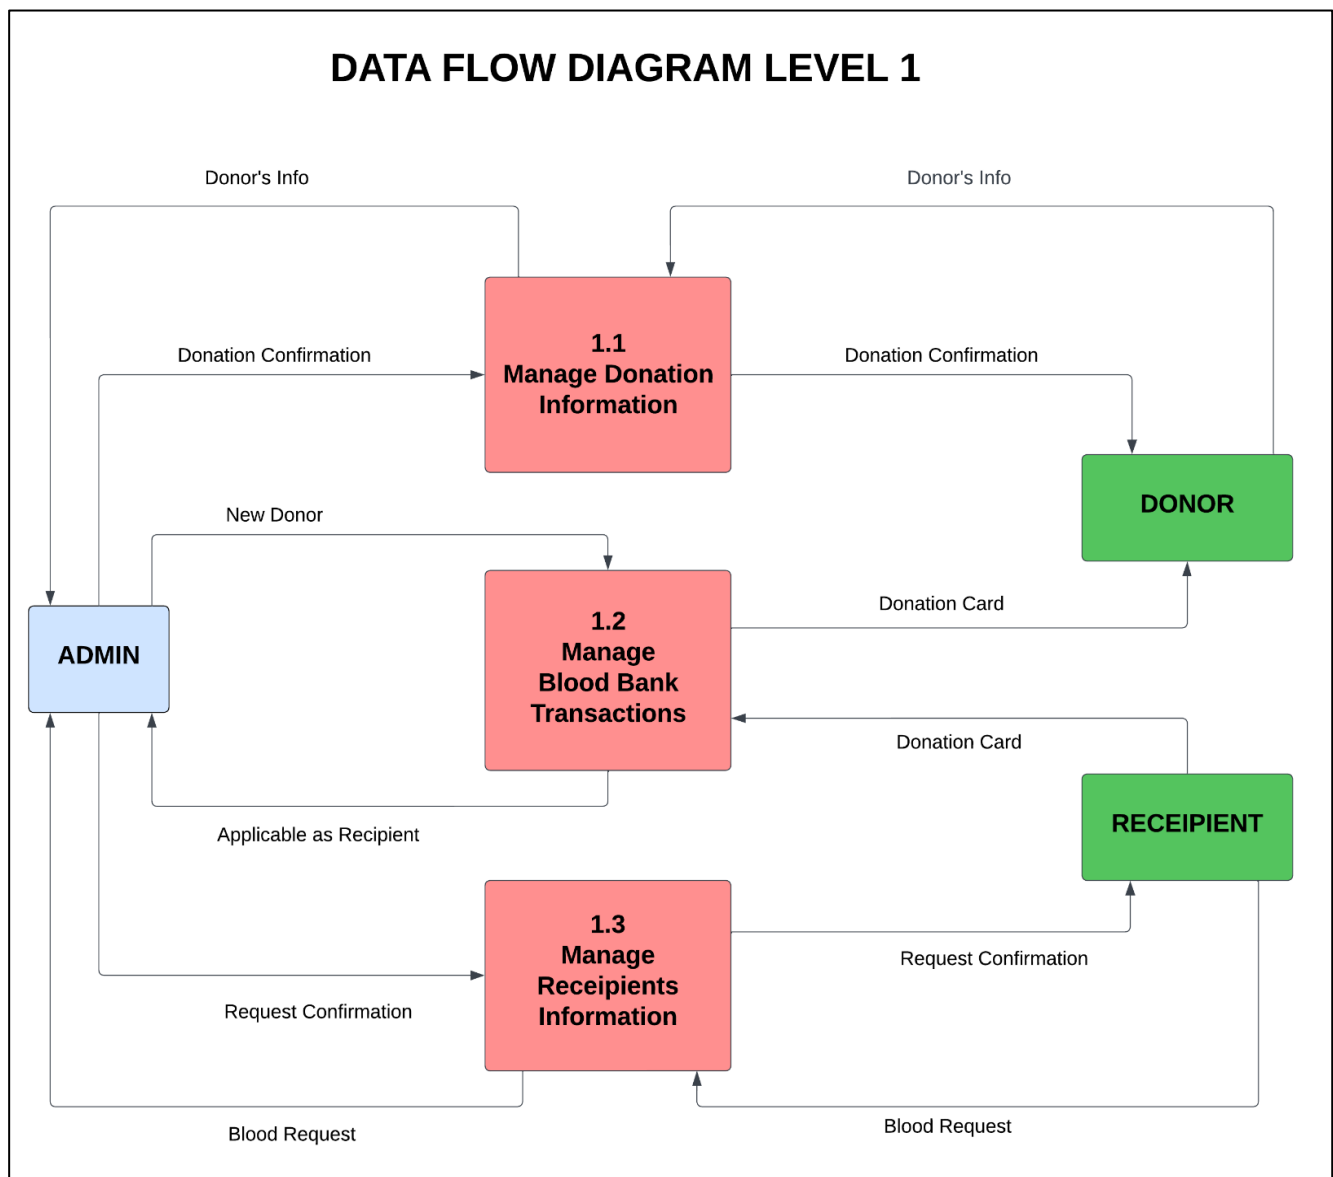 DATA FLOW DIAGRAM LEVEL 1
Donor's Info
Donor's Info
1.1
Manage Donation
Information
Donation Confirmation
Donation Confirmation
DONOR
New Donor
Donation Card
1.2
Manage
Blood Bank
Transactions
ADMIN
Donation Card
RECEIPIENT
Applicable as Recipient
1.3
Manage
Receipients
Information
Request Confirmation
Request Confirmation
Blood Request
Blood Request